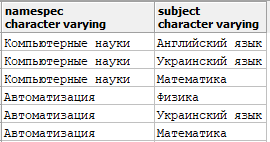 namespec subject
character varying character varying
Компьютерные науки Английский язык
Компьютерные науки Украинский язык
Компьютерные науки Математика
Автоматизация Физика
Автоматизация Украинский язык
Автоматизация Математика